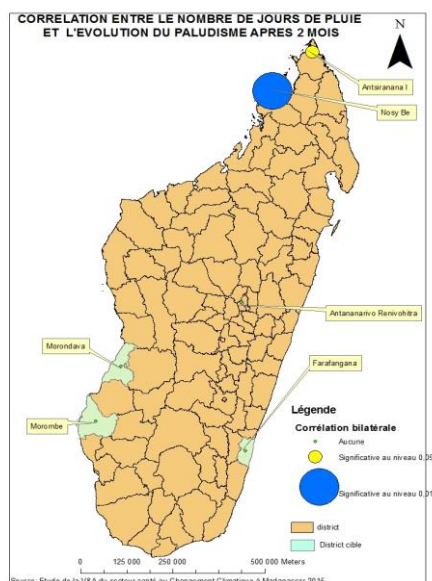 CORRELATION ENTRE LE NOMBRE DE JOURS DE PLUIE
ET L'EVOLUTION DU PALUDISME APRES 2 MOIS
N
Antsiranana I
Nosy Be
Antananarivo Renivohitra
Morondava
Farafangana
Morombe
Légende
Corrélation bilatérale
Aucune
Significative au niveau 0,05
Significative au niveau 0,01
district
District cible
0 125 000 250 000 500 000 Meters
Source: Etude de la V&A du secteur santé au Changement Climatique à Madagascar 2015